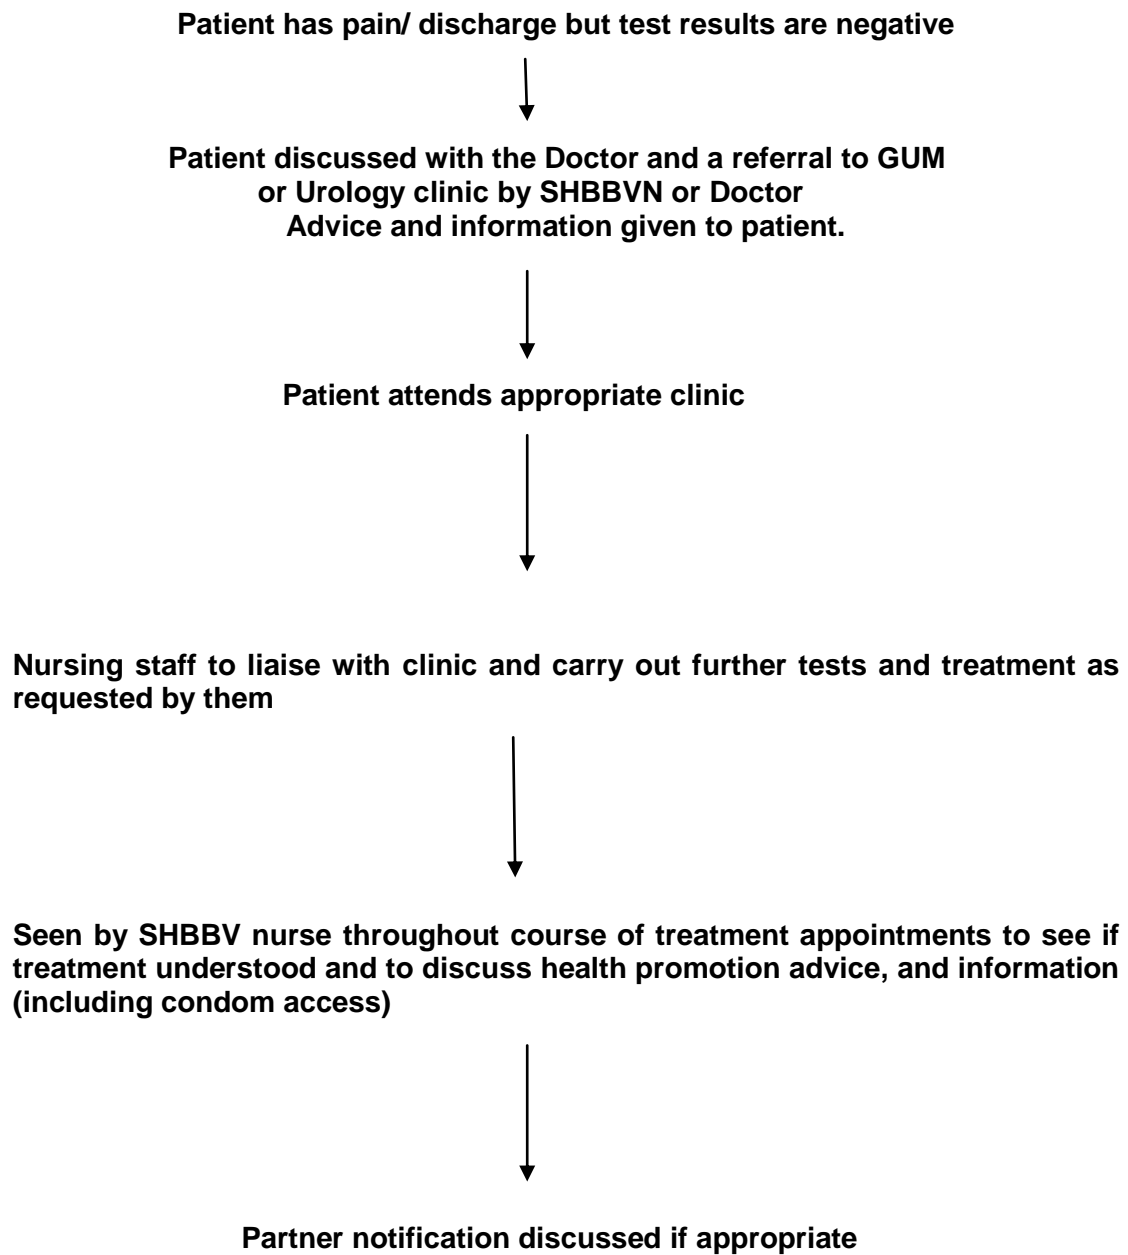 Patient has pain/ discharge but test results are negative
Patient discussed with the Doctor and a referral to GUM
or Urology clinic by SHBBVN or Doctor
Advice and information given to patient.
Patient attends appropriate clinic
Nursing staff to liaise with clinic and carry out further tests and treatment as
requested by them
Seen by SHBBV nurse throughout course of treatment appointments to see if
treatment understood and to discuss health promotion advice, and information
(including condom access)
Partner notification discussed if appropriate